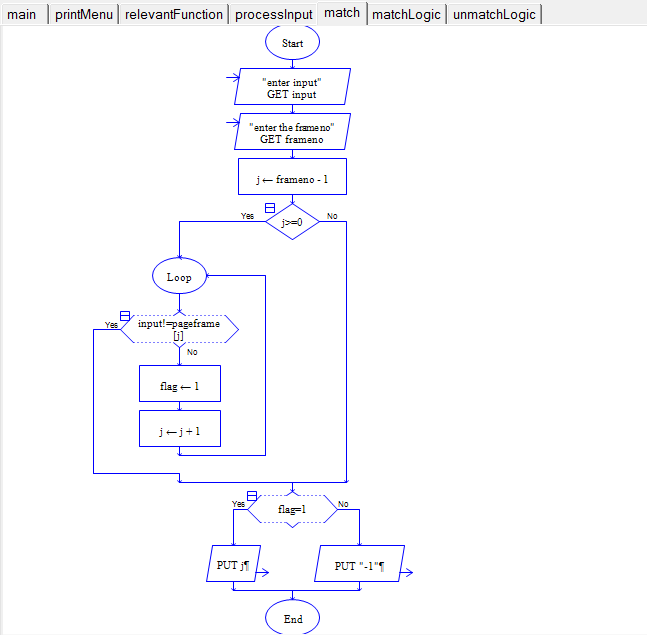 main printMenu relevantFunction processInput match matchLogic unmatchLogic
Start
"enter input"
GET input
"enter the frameno"
GET frameno
j ← frameno - 1
Yes j>=0 No
Loop
Yes input!=pageframe
[j]
No
flag ← 1
j ← j + 1
Yes flag=1 No
PUT j¶ PUT "-1"¶
End